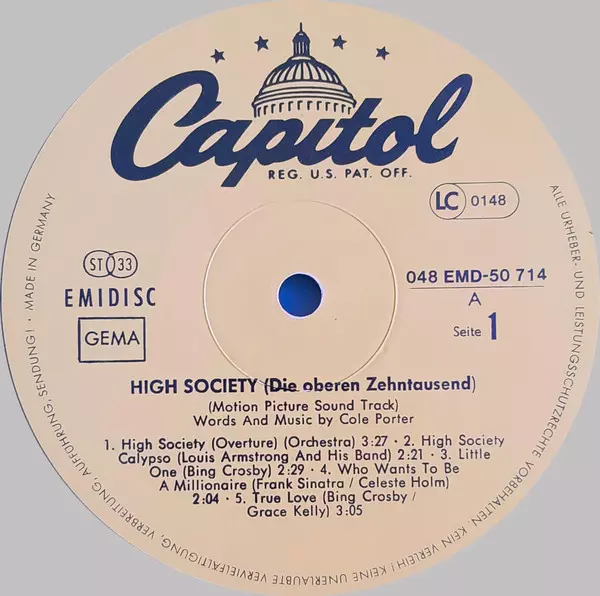 Capitol
REG. U.S. PAT. OFF.
LC 0148
ST 33
EMIDISC
GEMA
048 EMD-50 714
A
Seite 1
HIGH SOCIETY (Die oberen Zehntausend)
(Motion Picture Sound Track)
Words And Music by Cole Porter
1. High Society (Overture) (Orchestra) 3:27 • 2. High Society
Calypso (Louis Armstrong And His Band) 2:21 • 3. Little
One (Bing Crosby) 2:29 • 4. Who Wants To Be
A Millionaire (Frank Sinatra / Celeste Holm)
2:04 • 5. True Love (Bing Crosby /
Grace Kelly) 3:05
ALLE URHEBER- UND LEISTUNGSSCHUTZRECHTE VORBEHALTEN. KEIN VERLEIH! KEINE UNERLAUBTE VERVIELFÄLTIGUNG, VERBREITUNG, AUFFÜHRUNG, SENDUNG! • MADE IN GERMANY